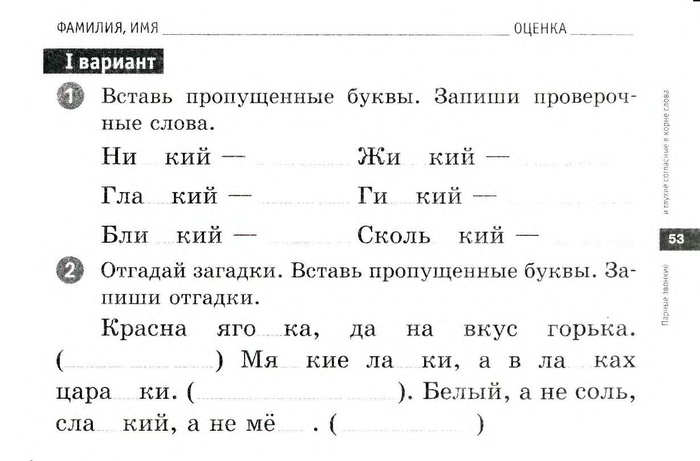 ФАМИЛИЯ, ИМЯ ОЦЕНКА
I вариант
1 Вставь пропущенные буквы. Запиши провероч-
ные слова.
Ни кий — Жи кий —
Гла кий — Ги кий —
Бли кий — Сколь кий —
2 Отгадай загадки. Вставь пропущенные буквы. За-
пиши отгадки.
Красна яго ка, да на вкус горька.
( ) Мя кие ла ки, а в ла ках
цара ки. ( ). Белый, а не соль,
сла кий, а не мё . ( )
Парные звонкие
53
и глухие согласные в корне слова